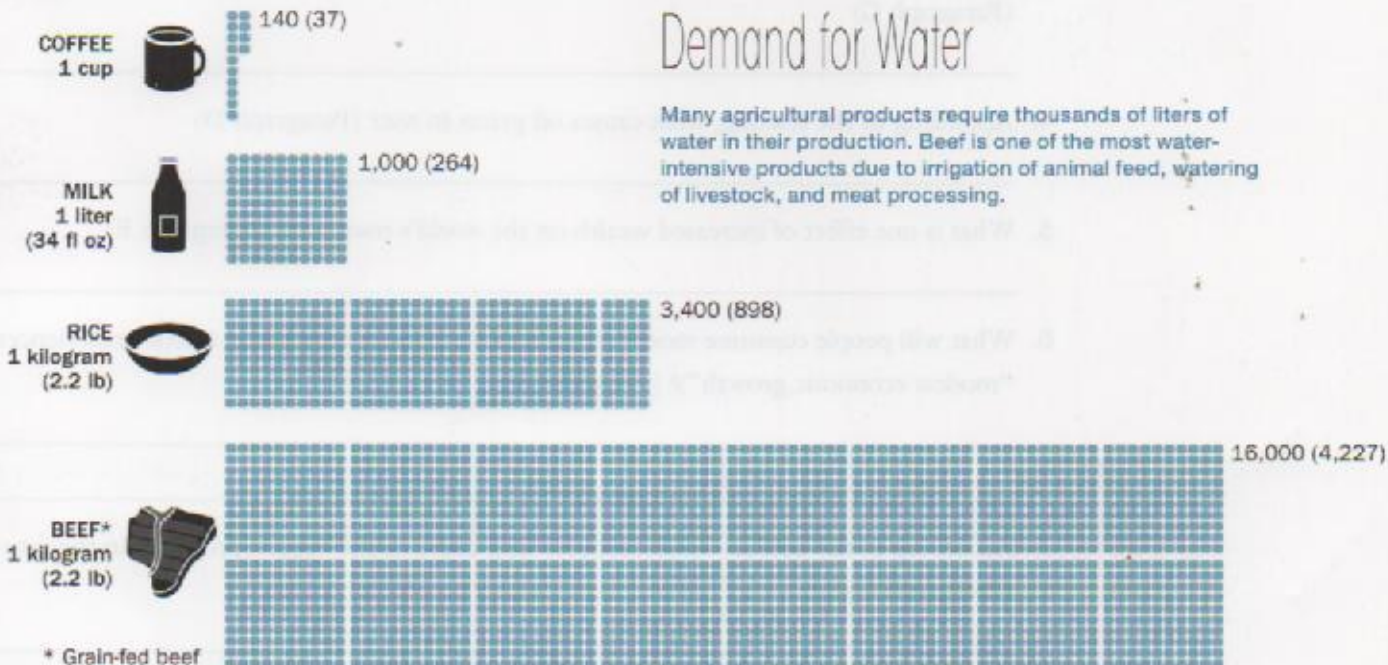 COFFEE
1 cup
140 (37)
Demand for Water
Many agricultural products require thousands of liters of
water in their production. Beef is one of the most water-
intensive products due to irrigation of animal feed, watering
of livestock, and meat processing.
MILK
1 liter
(34 fl oz)
1,000 (264)
RICE
1 kilogram
(2.2 lb)
3,400 (898)
BEEF*
1 kilogram
(2.2 lb)
16,000 (4,227)
* Grain-fed beef